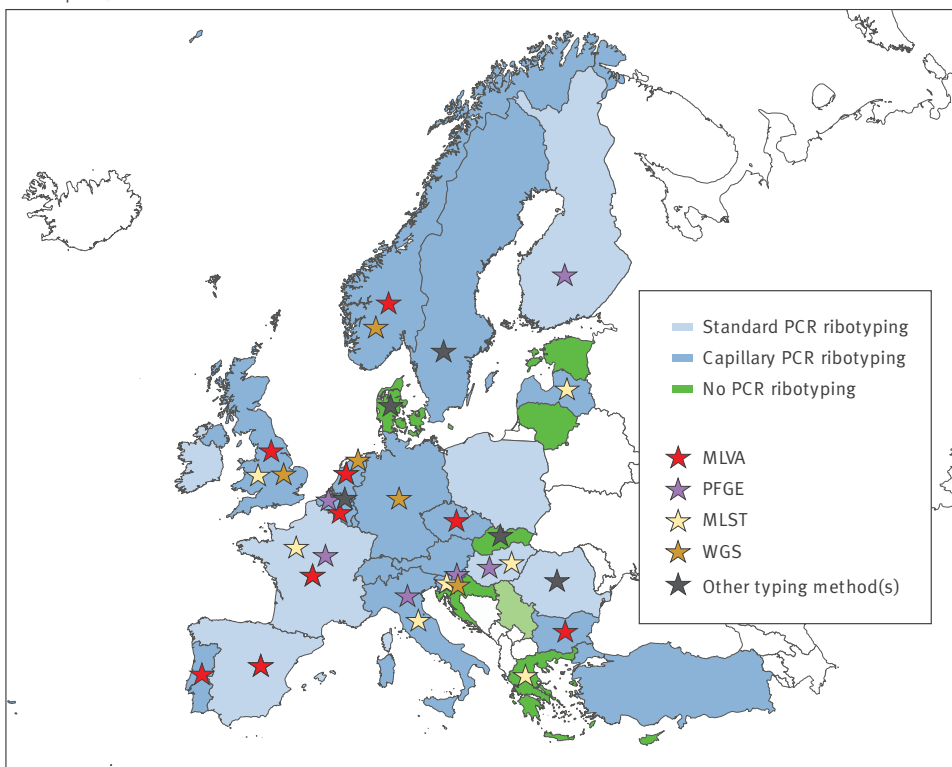 Standard PCR ribotyping
Capillary PCR ribotyping
No PCR ribotyping
MLVA
PFGE
MLST
WGS
Other typing method(s)